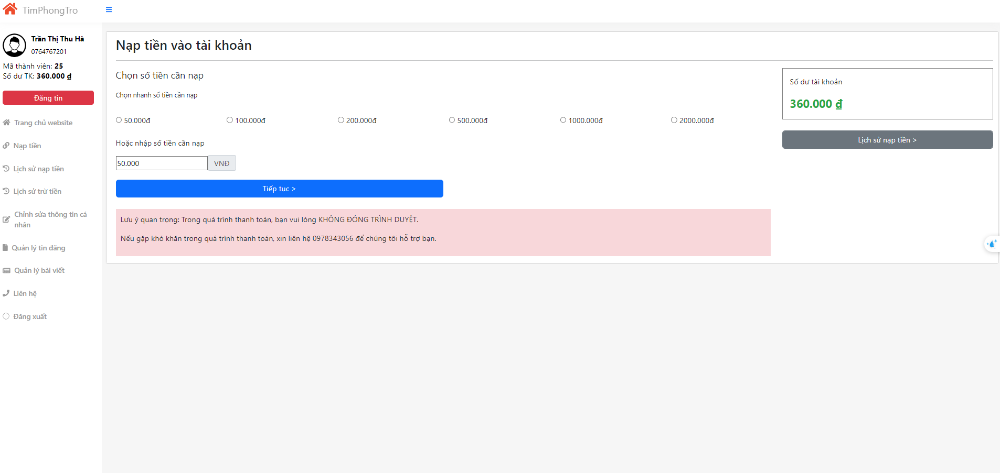 TimPhongTro
Trần Thị Thu Hà
0764767201
Mã thành viên: 25
Số dư TK: 360.000 ₫
Đăng tin
Trang chủ website
Nạp tiền
Lịch sử nạp tiền
Lịch sử trừ tiền
Chỉnh sửa thông tin cá
nhân
Quản lý tin đăng
Quản lý bài viết
Liên hệ
Đăng xuất
Nạp tiền vào tài khoản
Chọn số tiền cần nạp
Chọn nhanh số tiền cần nạp
50.000đ 100.000đ 200.000đ 500.000đ 1000.000đ 2000.000đ
Hoặc nhập số tiền cần nạp
50.000 VNĐ
Tiếp tục >
Lưu ý quan trọng: Trong quá trình thanh toán, bạn vui lòng KHÔNG ĐÓNG TRÌNH DUYỆT.
Nếu gặp khó khăn trong quá trình thanh toán, xin liên hệ 0978343056 để chúng tôi hỗ trợ bạn.
Số dư tài khoản
360.000 ₫
Lịch sử nạp tiền >